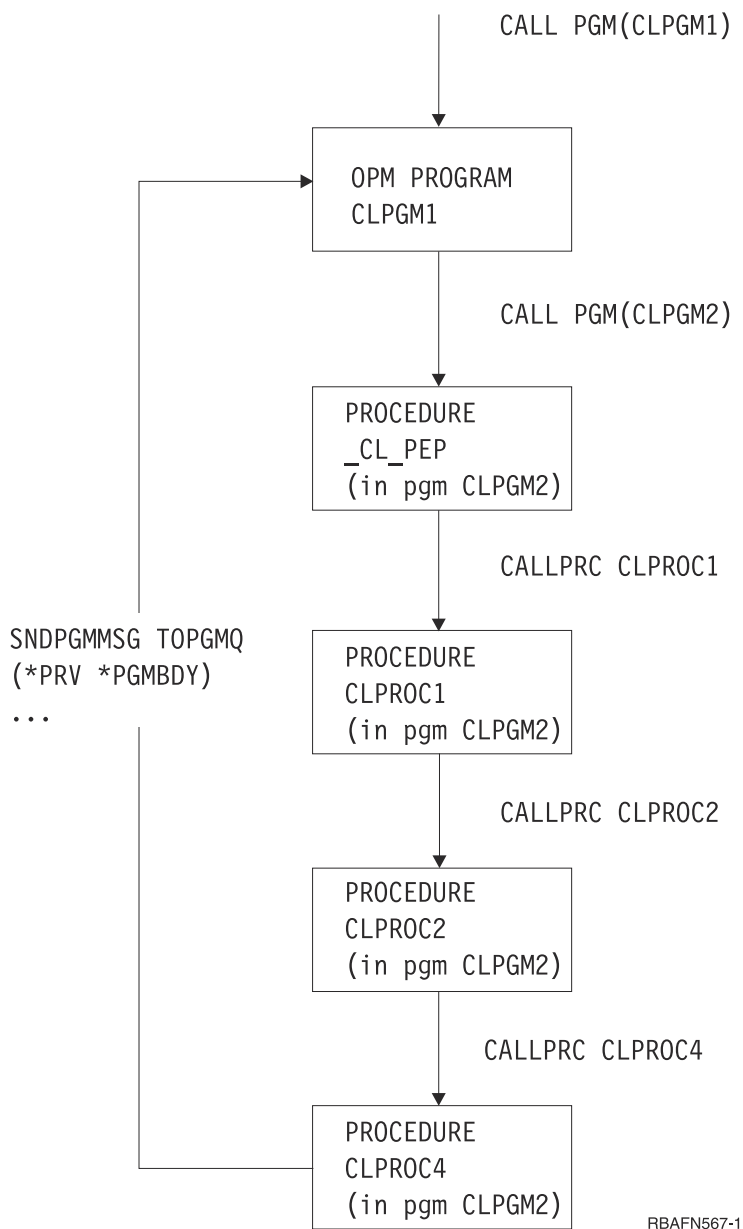 CALL PGM(CLPGM1)
OPM PROGRAM
CLPGM1
CALL PGM(CLPGM2)
PROCEDURE
_CL_PEP
(in pgm CLPGM2)
CALLPRC CLPROC1
SNDPGMMSG TOPGMQ
(*PRV *PGMBDY)
...
PROCEDURE
CLPROC1
(in pgm CLPGM2)
CALLPRC CLPROC2
PROCEDURE
CLPROC2
(in pgm CLPGM2)
CALLPRC CLPROC4
PROCEDURE
CLPROC4
(in pgm CLPGM2)
RBAFN567-1